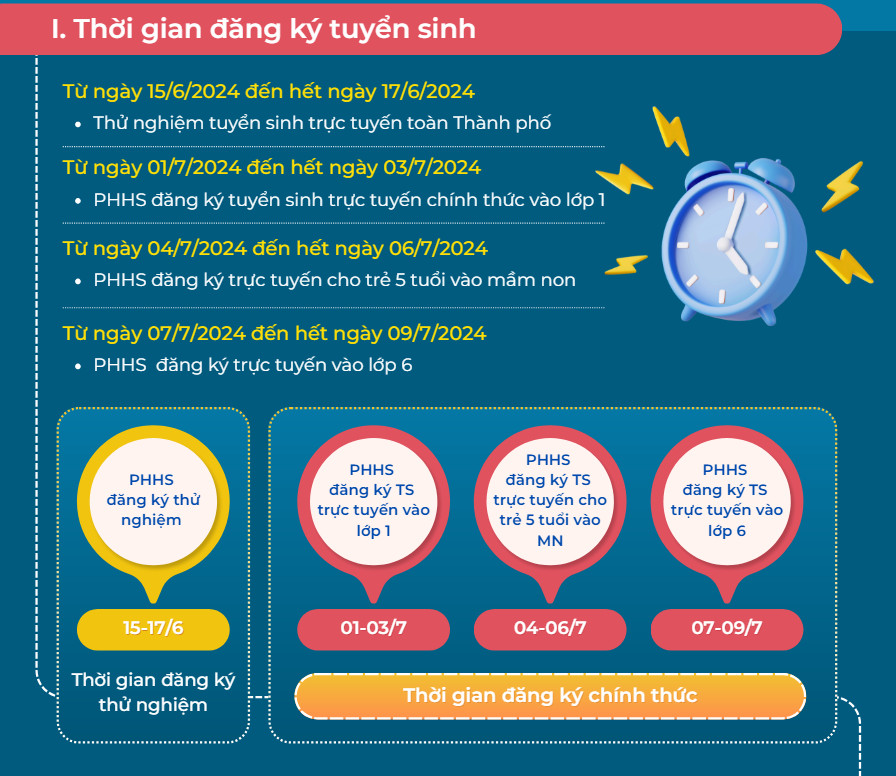 I. Thời gian đăng ký tuyển sinh
Từ ngày 15/6/2024 đến hết ngày 17/6/2024
• Thử nghiệm tuyển sinh trực tuyến toàn Thành phố
Từ ngày 01/7/2024 đến hết ngày 03/7/2024
• PHHS đăng ký tuyển sinh trực tuyến chính thức vào lớp 1
Từ ngày 04/7/2024 đến hết ngày 06/7/2024
• PHHS đăng ký trực tuyến cho trẻ 5 tuổi vào mầm non
Từ ngày 07/7/2024 đến hết ngày 09/7/2024
• PHHS đăng ký trực tuyến vào lớp 6
PHHS
đăng ký thử
nghiệm
15-17/6
Thời gian đăng ký
thử nghiệm
PHHS
đăng ký TS
trực tuyến vào
lớp 1
01-03/7
PHHS
đăng ký TS
trực tuyến cho
trẻ 5 tuổi vào
MN
04-06/7
PHHS
đăng ký TS
trực tuyến vào
lớp 6
07-09/7
Thời gian đăng ký chính thức